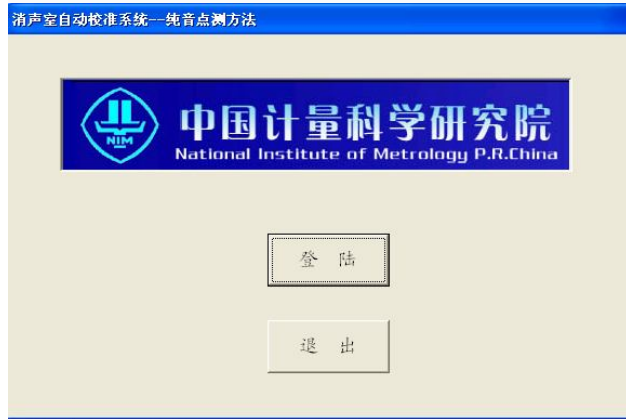 消声室自动校准系统--纯音点测方法
中国计量科学研究院
NIM
National Institute of Metrology P.R.China
登 陆
退 出